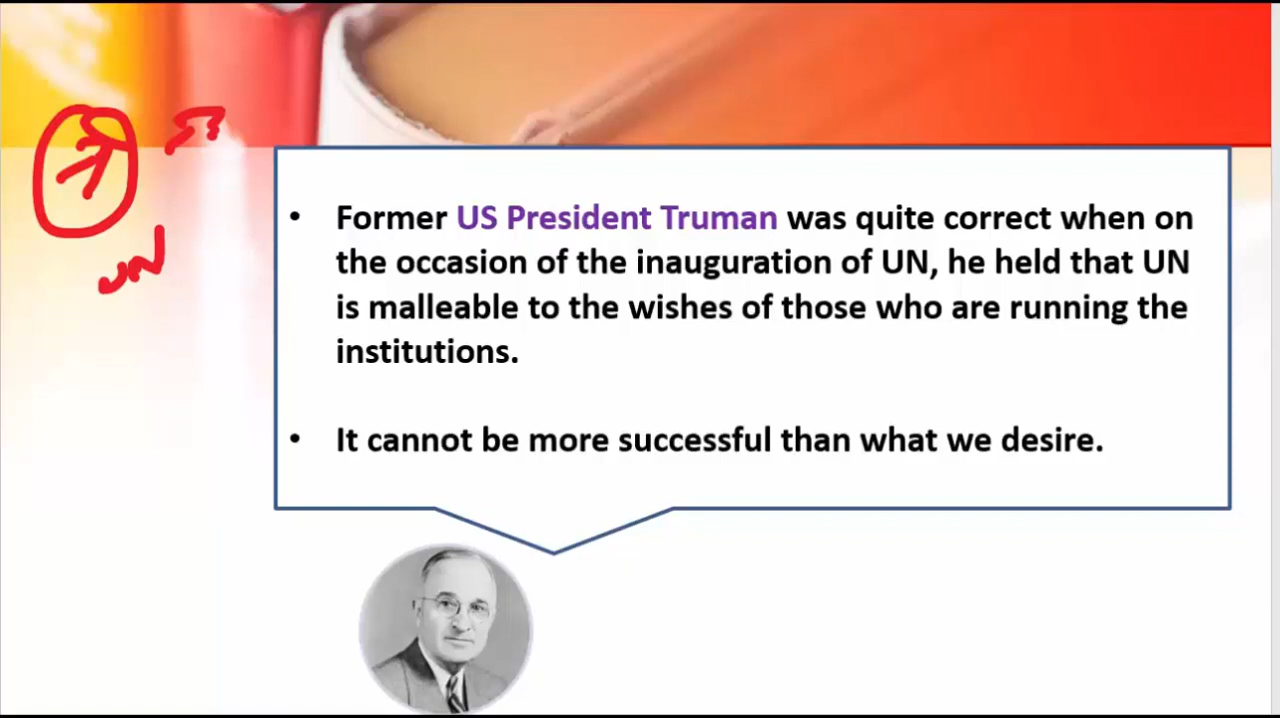 UN
• Former US President Truman was quite correct when on
the occasion of the inauguration of UN, he held that UN
is malleable to the wishes of those who are running the
institutions.
• It cannot be more successful than what we desire.